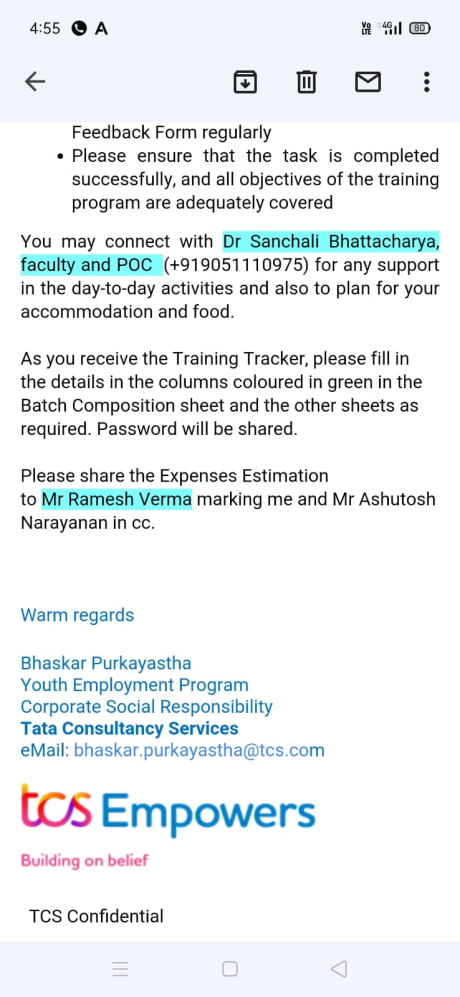 4:55 A Vo LTE 4G 80
Feedback Form regularly
• Please ensure that the task is completed
successfully, and all objectives of the training
program are adequately covered
You may connect with Dr Sanchali Bhattacharya,
faculty and POC (+919051110975) for any support
in the day-to-day activities and also to plan for your
accommodation and food.
As you receive the Training Tracker, please fill in
the details in the columns coloured in green in the
Batch Composition sheet and the other sheets as
required. Password will be shared.
Please share the Expenses Estimation
to Mr Ramesh Verma marking me and Mr Ashutosh
Narayanan in cc.
Warm regards
Bhaskar Purkayastha
Youth Employment Program
Corporate Social Responsibility
Tata Consultancy Services
eMail: bhaskar.purkayastha@tcs.com
tcs Empowers
Building on belief
TCS Confidential